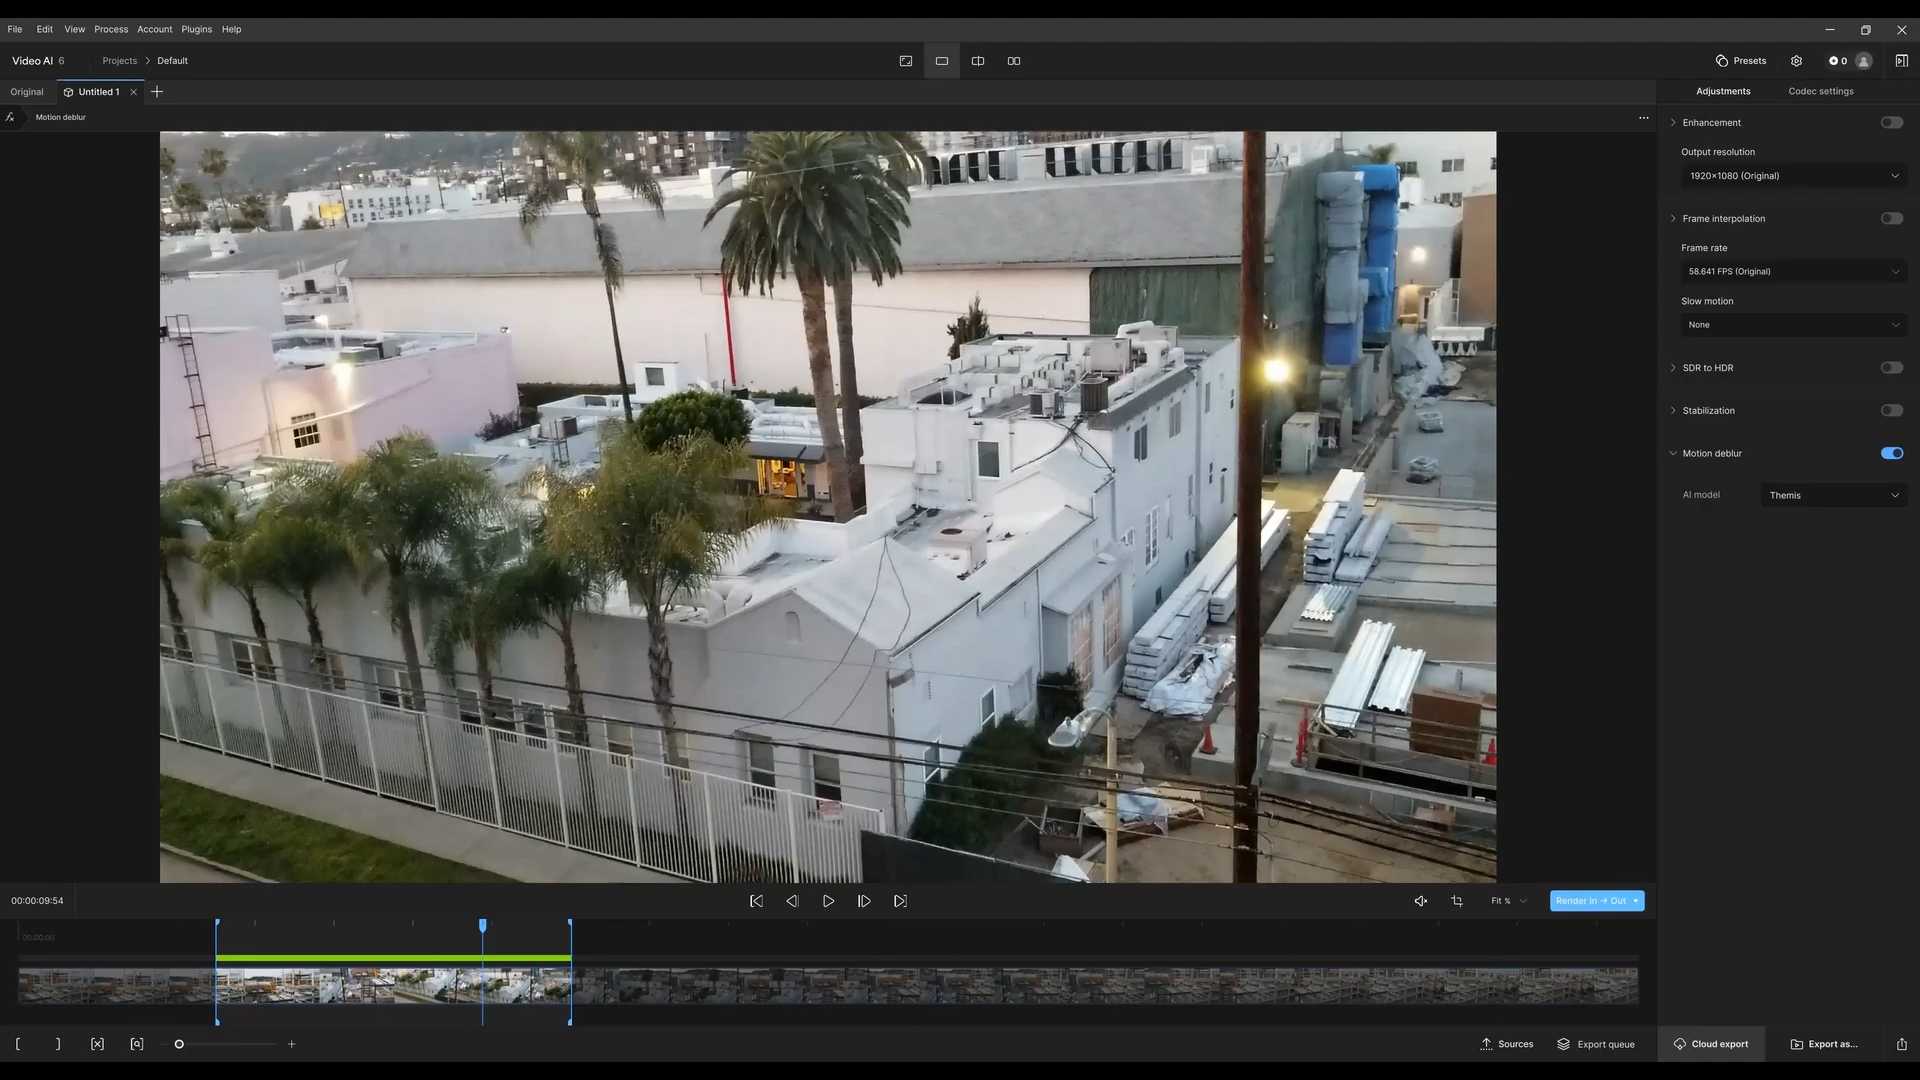 File Edit View Process Account Plugins Help
Video AI 6 Projects Default Presets 0
Original Untitled 1
Adjustments Codec settings
Motion deblur
Enhancement
Output resolution
1920×1080 (Original)
Frame interpolation
Frame rate
58.641 FPS (Original)
Slow motion
None
SDR to HDR
Stabilization
Motion deblur
AI model Themis
00:00:09:54 Fit % Render In → Out
00:00:00
Sources Export queue Cloud export Export as...